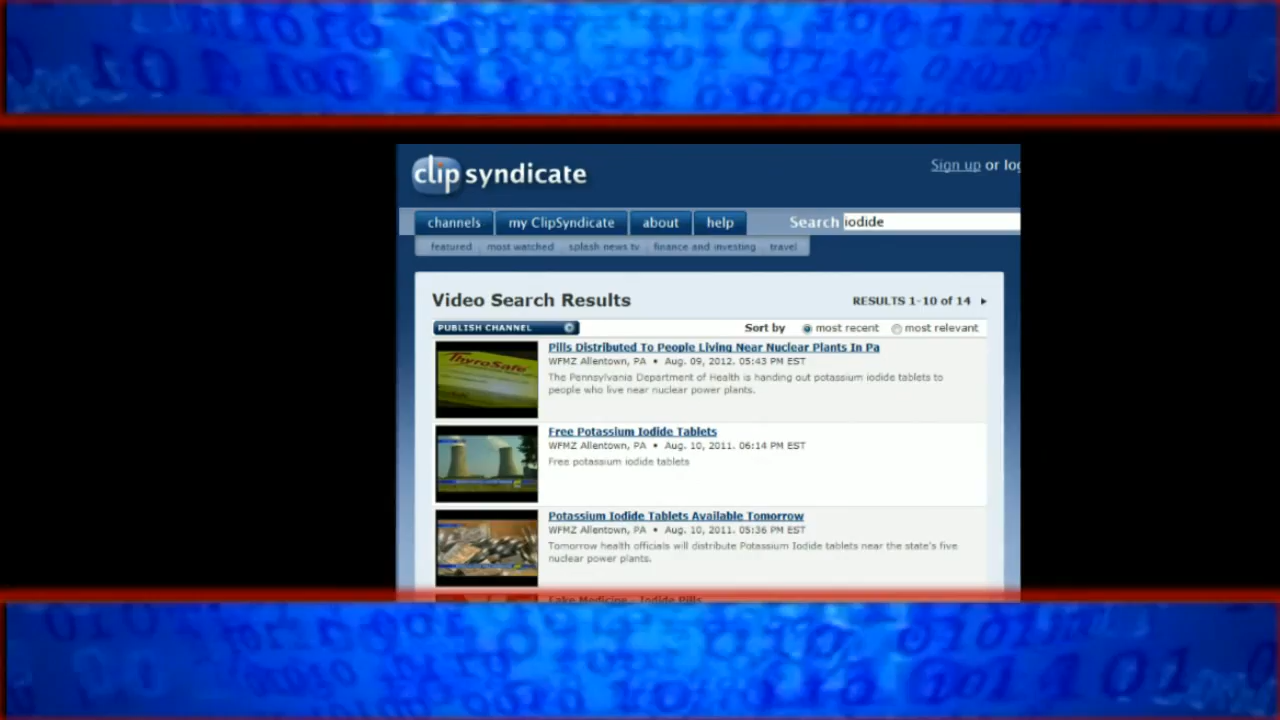 clip syndicate
Sign up or log
channels my ClipSyndicate about help Search iodide
featured most watched splash news tv finance and investing travel
Video Search Results RESULTS 1-10 of 14
PUBLISH CHANNEL Sort by most recent most relevant
ThyroSafe
Pills Distributed To People Living Near Nuclear Plants In Pa
WFMZ Allentown, PA • Aug. 09, 2012. 05:43 PM EST
The Pennsylvania Department of Health is handing out potassium iodide tablets to
people who live near nuclear power plants.
Free Potassium Iodide Tablets
WFMZ Allentown, PA • Aug. 10, 2011. 06:14 PM EST
Free potassium iodide tablets
Potassium Iodide Tablets Available Tomorrow
WFMZ Allentown, PA • Aug. 10, 2011. 05:36 PM EST
Tomorrow health officials will distribute Potassium Iodide tablets near the state's five
nuclear power plants.
Fake Medicine - Iodide Pills